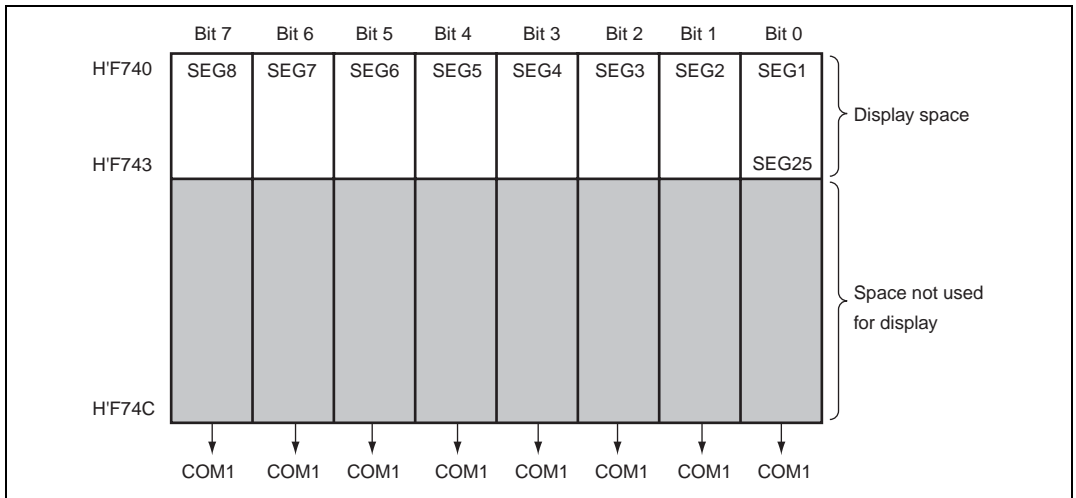 Bit 7 Bit 6 Bit 5 Bit 4 Bit 3 Bit 2 Bit 1 Bit 0
H'F740 SEG8 SEG7 SEG6 SEG5 SEG4 SEG3 SEG2 SEG1
Display space
H'F743 SEG25
Space not used
for display
H'F74C
COM1 COM1 COM1 COM1 COM1 COM1 COM1 COM1